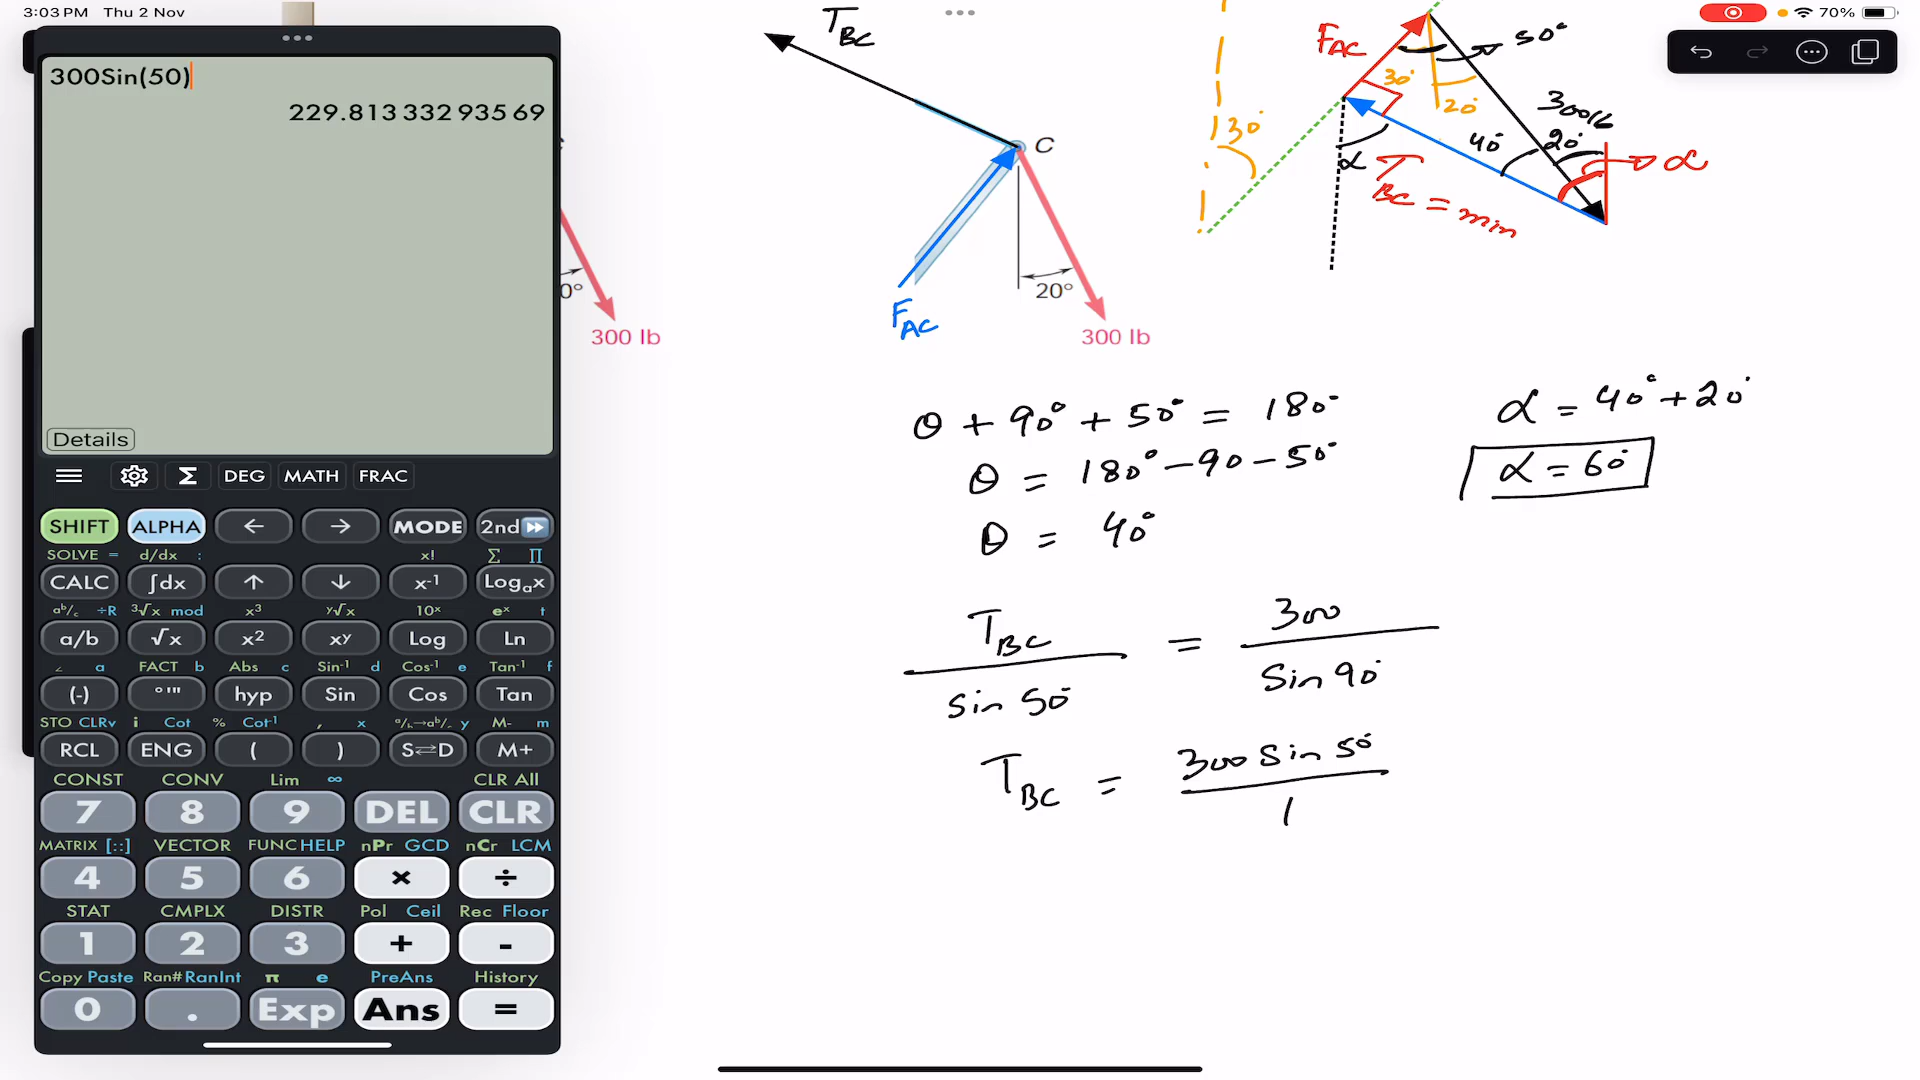 3:03 PM Thu 2 Nov
70%
300Sin(50)
229.813 332 935 69
Details
DEG MATH FRAC
SHIFT ALPHA ← → MODE 2nd
SOLVE = d/dx : x! Σ Π
CALC ∫dx ↑ ↓ x⁻¹ Logₐx
aᵇ/꜀ ÷R ³√x mod x³ ʸ√x 10ˣ eˣ t
a/b √x x² xy Log Ln
∠ a FACT b Abs c Sin⁻¹ d Cos⁻¹ e Tan⁻¹ f
(-) °'" hyp Sin Cos Tan
STO CLRv i Cot % Cot⁻¹ , x ᵃ/ᵇ→aᵇ/꜀ y M- m
RCL ENG ( ) S⇄D M+
CONST CONV Lim ∞ CLR All
7 8 9 DEL CLR
MATRIX [::] VECTOR FUNC HELP nPr GCD nCr LCM
4 5 6 × ÷
STAT CMPLX DISTR Pol Ceil Rec Floor
1 2 3 + -
Copy Paste Ran# RanInt π e PreAns History
0 . Exp Ans =
0°
300 lb
T_BC
C
F_AC
20°
300 lb
F_AC
50°
30°
20°
300lb
30°
40°
20°
α
α
T_BC = min
θ + 90° + 50° = 180°
θ = 180° - 90 - 50°
θ = 40°
α = 40° + 20°
α = 60°
T_BC / sin 50° = 300 / Sin 90°
T_BC = 300 Sin 50° / 1